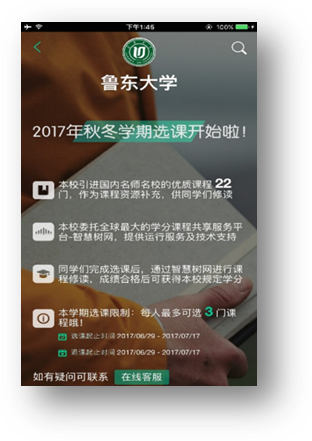 下午1:45
100%
鲁东大学
2017年秋冬学期选课开始啦!
本校引进国内名师名校的优质课程 22
门，作为课程资源补充，供同学们修读
本校委托全球最大的学分课程共享服务平
台-智慧树网，提供运行服务及技术支持
同学们完成选课后，通过智慧树网进行课
程修读，成绩合格后可获得本校规定学分
本学期选课限制：每人最多可选 3 门课
程哦!
选课起止时间 2017/06/29 - 2017/07/17
退课起止时间 2017/06/29 - 2017/07/17
如有疑问可联系 在线客服